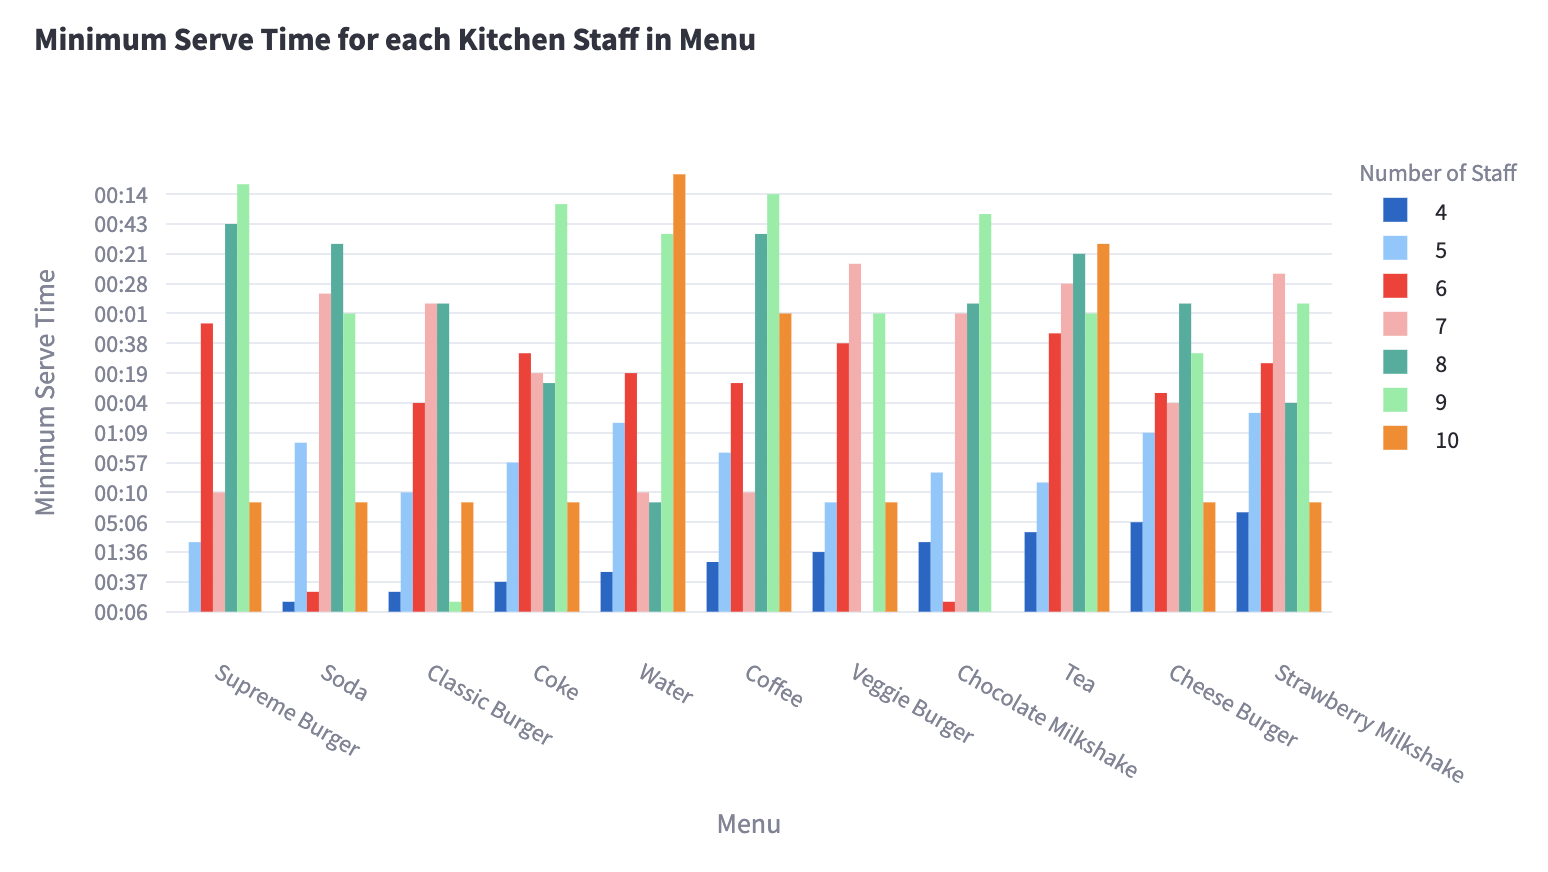 Minimum Serve Time for each Kitchen Staff in Menu
Number of Staff
4
5
6
7
8
9
10
Minimum Serve Time
00:14
00:43
00:21
00:28
00:01
00:38
00:19
00:04
01:09
00:57
00:10
05:06
01:36
00:37
00:06
Supreme Burger
Soda
Classic Burger
Coke
Water
Coffee
Veggie Burger
Chocolate Milkshake
Tea
Cheese Burger
Strawberry Milkshake
Menu